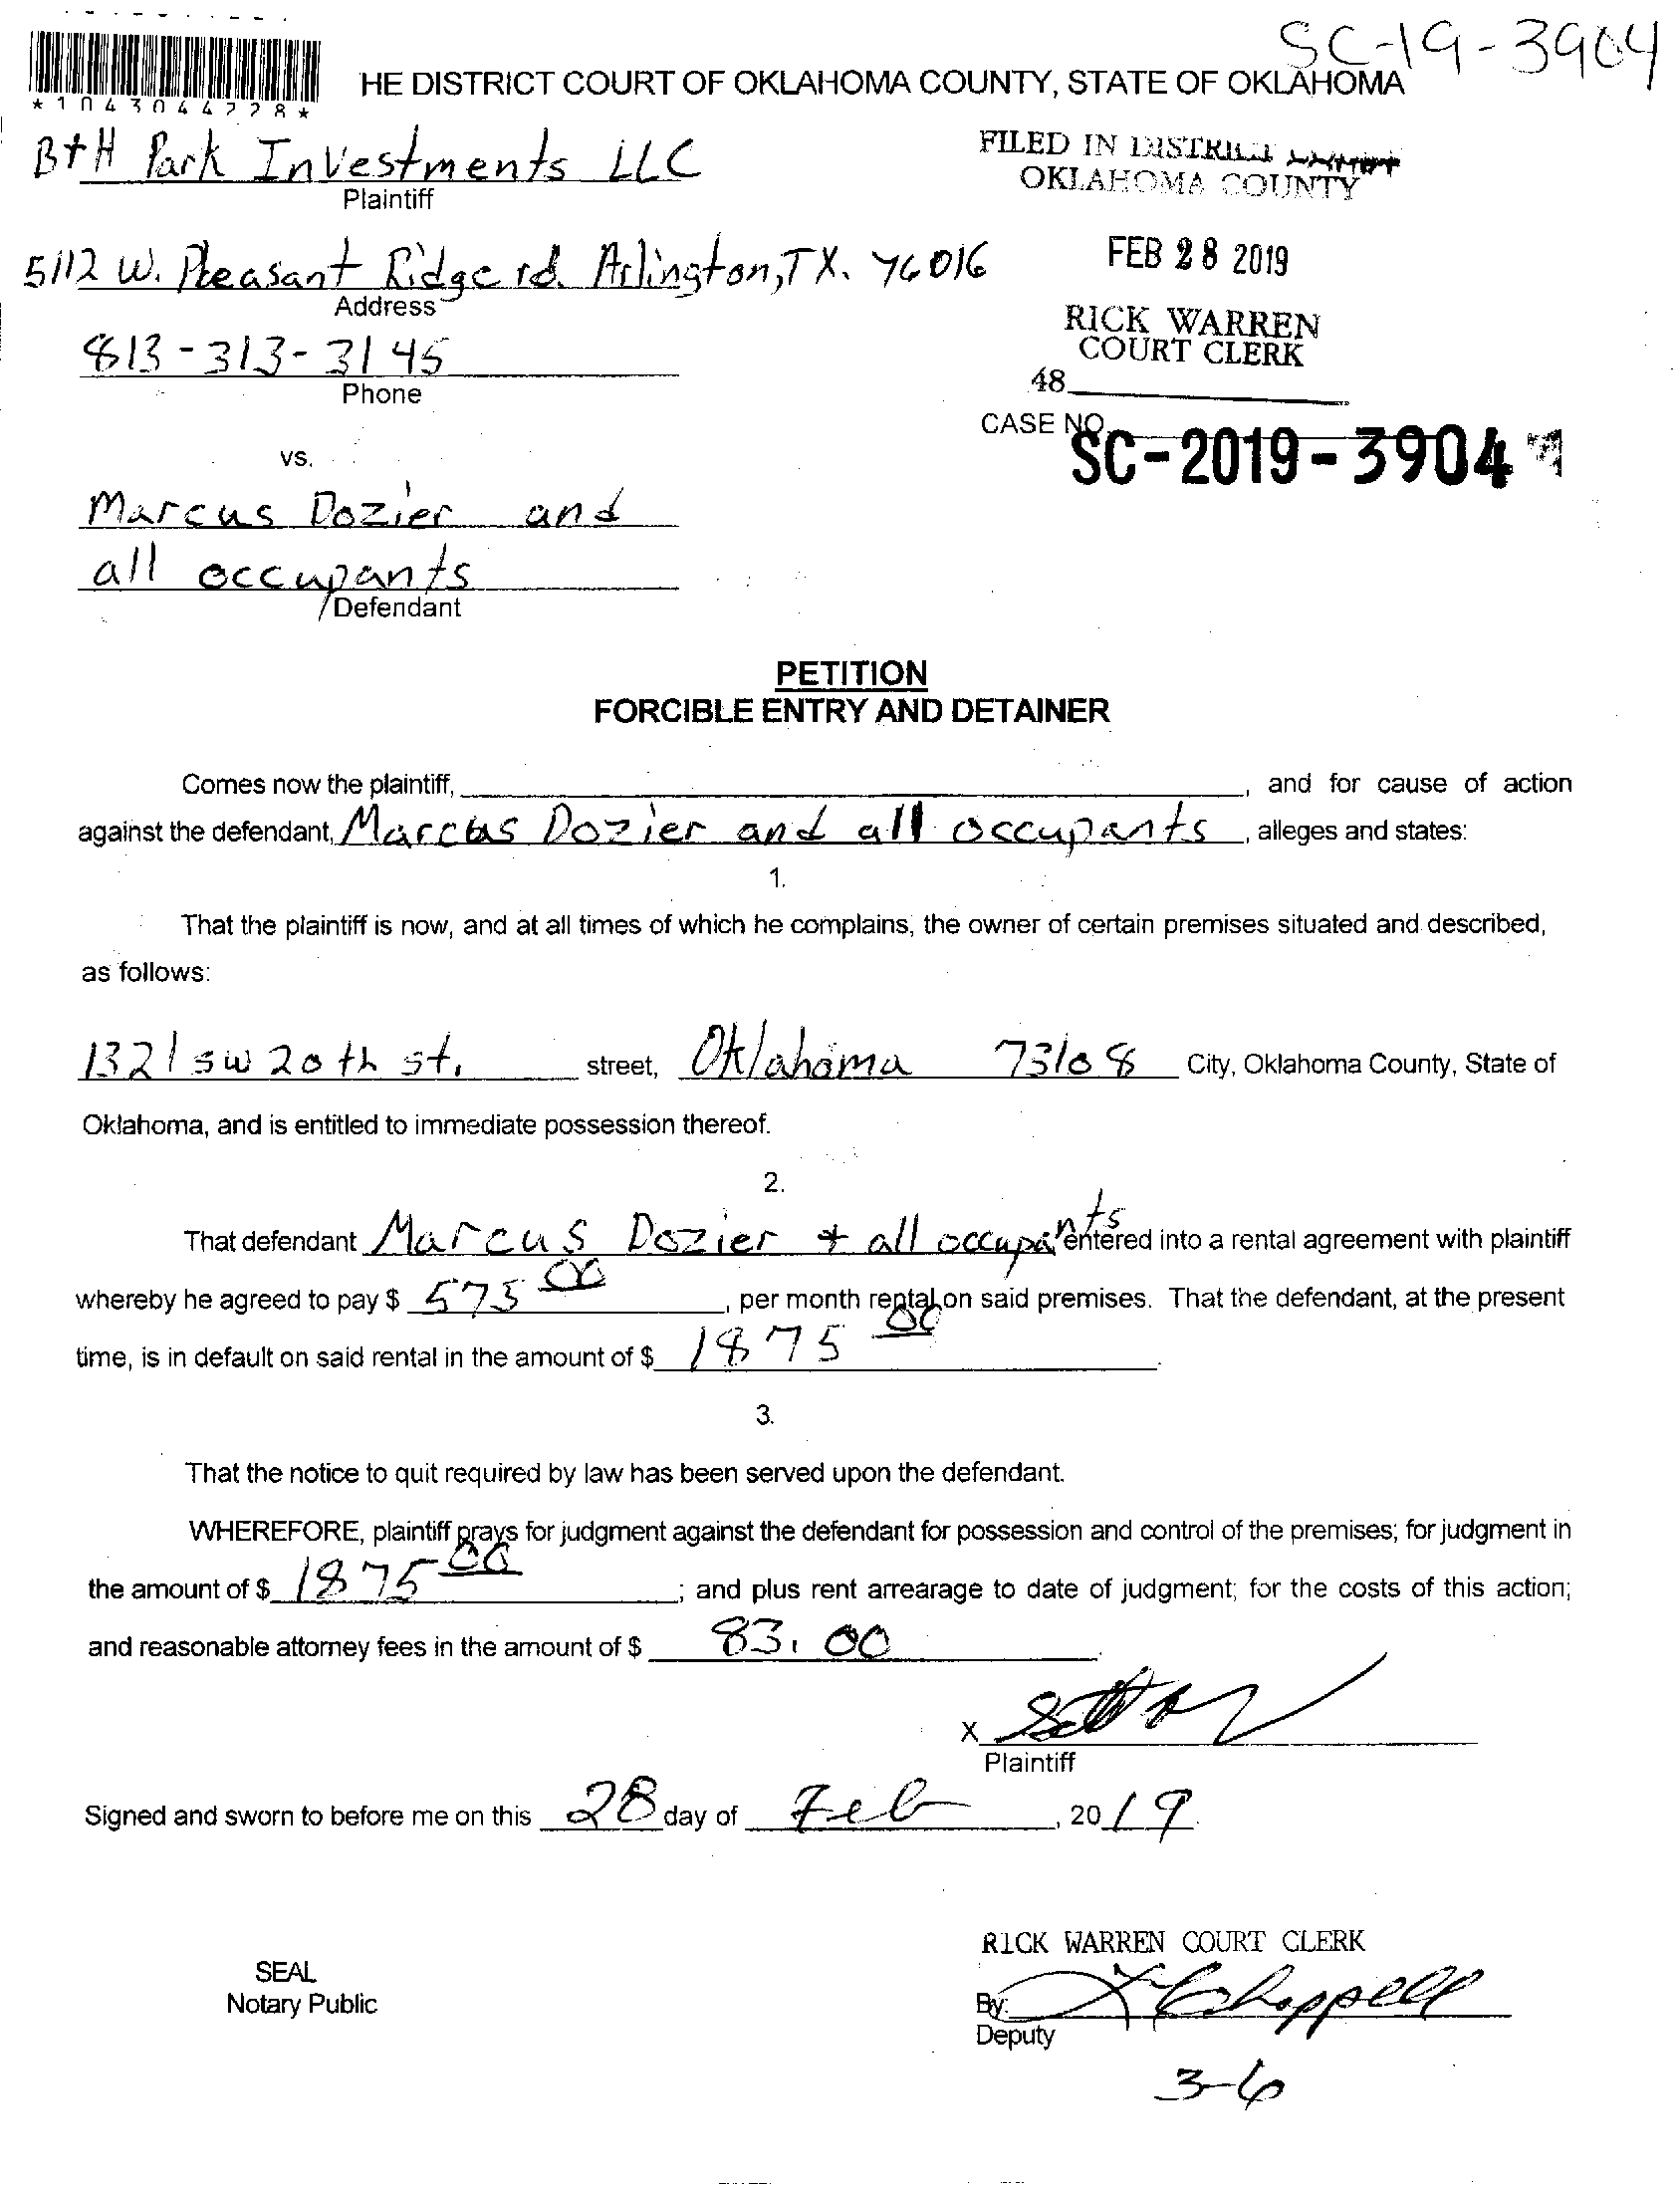 SC-19-3904
*1043044228*
HE DISTRICT COURT OF OKLAHOMA COUNTY, STATE OF OKLAHOMA
B+H Park Investments LLC
Plaintiff
FILED IN DISTRICT
OKLAHOMA COUNTY
5112 W. Pleasant Ridge rd. Arlington, TX. 76016
Address
FEB 28 2019
RICK WARREN
COURT CLERK
813-313-3145
Phone
48
CASE NO.
SC-2019-3904
vs.
Marcus Dozier and
all occupants
Defendant
PETITION
FORCIBLE ENTRY AND DETAINER
Comes now the plaintiff, , and for cause of action
against the defendant, Marcus Dozier and all occupants, alleges and states:
1.
That the plaintiff is now, and at all times of which he complains, the owner of certain premises situated and described,
as follows:
1321 sw 20th st. street, Oklahoma 73108 City, Oklahoma County, State of
Oklahoma, and is entitled to immediate possession thereof.
2.
That defendant Marcus Dozier + all occupants entered into a rental agreement with plaintiff
whereby he agreed to pay $ 575 00, per month rental on said premises. That the defendant, at the present
time, is in default on said rental in the amount of $ 1875 00.
3.
That the notice to quit required by law has been served upon the defendant.
WHEREFORE, plaintiff prays for judgment against the defendant for possession and control of the premises; for judgment in
the amount of $ 1875 00; and plus rent arrearage to date of judgment; for the costs of this action;
and reasonable attorney fees in the amount of $ 83.00.
X
Plaintiff
Signed and sworn to before me on this 28 day of Feb, 2019.
RICK WARREN COURT CLERK
SEAL
Notary Public
By: Chappell
Deputy
3-6